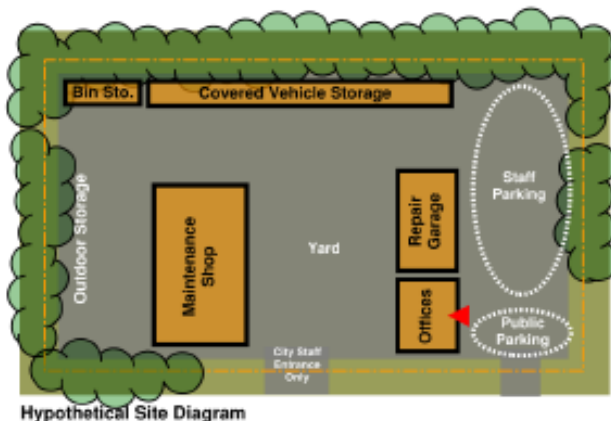 Bin Sto.
Covered Vehicle Storage
Staff
Parking
Outdoor Storage
Maintenance
Shop
Yard
Repair
Garage
Offices
Public
Parking
City Staff
Entrance
Only
Hypothetical Site Diagram